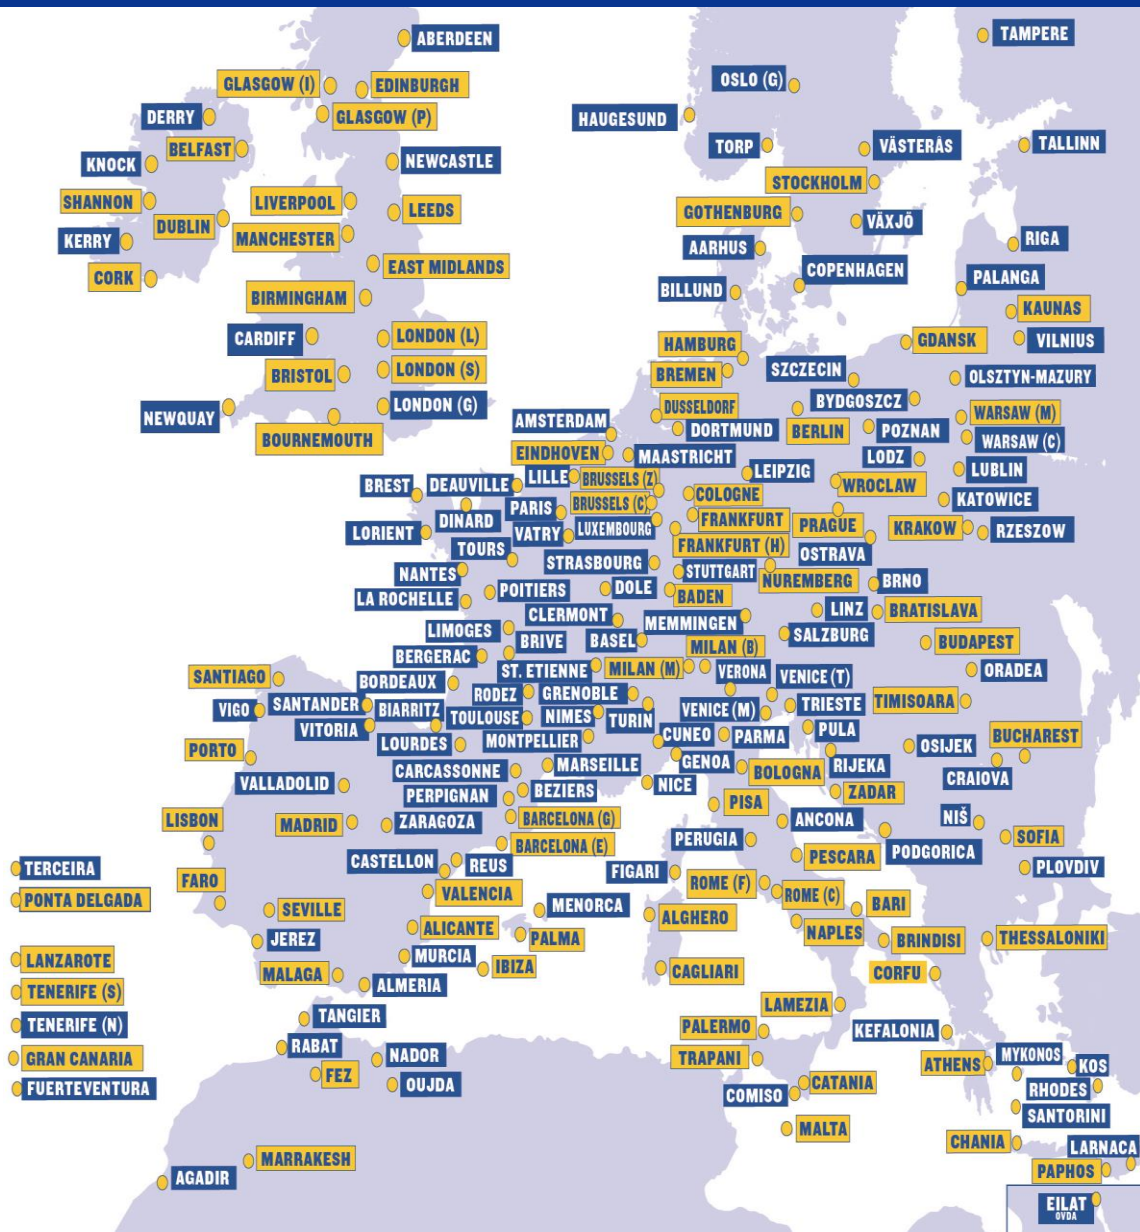 ABERDEEN
TAMPERE
GLASGOW (I)
EDINBURGH
OSLO (G)
DERRY
GLASGOW (P)
HAUGESUND
BELFAST
KNOCK
NEWCASTLE
TORP
VÄSTERÅS
TALLINN
STOCKHOLM
SHANNON
LIVERPOOL
LEEDS
GOTHENBURG
DUBLIN
VÄXJÖ
KERRY
MANCHESTER
AARHUS
RIGA
CORK
EAST MIDLANDS
COPENHAGEN
PALANGA
BILLUND
BIRMINGHAM
KAUNAS
CARDIFF
LONDON (L)
HAMBURG
GDANSK
VILNIUS
BRISTOL
LONDON (S)
BREMEN
SZCZECIN
OLSZTYN-MAZURY
NEWQUAY
LONDON (G)
DUSSELDORF
BYDGOSZCZ
WARSAW (M)
AMSTERDAM
DORTMUND
BERLIN
POZNAN
BOURNEMOUTH
WARSAW (C)
EINDHOVEN
MAASTRICHT
LODZ
LILLE
BRUSSELS (Z)
LEIPZIG
LUBLIN
BREST
DEAUVILLE
COLOGNE
WROCLAW
KATOWICE
PARIS
BRUSSELS (C)
DINARD
FRANKFURT
PRAGUE
KRAKOW
RZESZOW
LORIENT
VATRY
LUXEMBOURG
TOURS
FRANKFURT (H)
OSTRAVA
STRASBOURG
NANTES
STUTTGART
NUREMBERG
BRNO
POITIERS
DOLE
BADEN
LA ROCHELLE
CLERMONT
MEMMINGEN
LINZ
BRATISLAVA
LIMOGES
BRIVE
BASEL
SALZBURG
BUDAPEST
BERGERAC
MILAN (B)
ST. ETIENNE
MILAN (M)
VERONA
VENICE (T)
ORADEA
SANTIAGO
BORDEAUX
RODEZ
GRENOBLE
VIGO
SANTANDER
BIARRITZ
TOULOUSE
NIMES
TURIN
VENICE (M)
TRIESTE
TIMISOARA
VITORIA
LOURDES
MONTPELLIER
CUNEO
PARMA
PULA
OSIJEK
BUCHAREST
PORTO
CARCASSONNE
MARSEILLE
GENOA
BOLOGNA
RIJEKA
CRAIOVA
VALLADOLID
PERPIGNAN
BEZIERS
NICE
ZADAR
LISBON
MADRID
ZARAGOZA
BARCELONA (G)
PISA
ANCONA
NIŠ
SOFIA
BARCELONA (E)
PERUGIA
PESCARA
PODGORICA
TERCEIRA
CASTELLON
REUS
FIGARI
PLOVDIV
FARO
PONTA DELGADA
VALENCIA
ROME (F)
ROME (C)
SEVILLE
MENORCA
ALGHERO
BARI
JEREZ
ALICANTE
PALMA
NAPLES
BRINDISI
THESSALONIKI
LANZAROTE
MURCIA
IBIZA
CAGLIARI
CORFU
MALAGA
ALMERIA
TENERIFE (S)
LAMEZIA
TANGIER
TENERIFE (N)
PALERMO
KEFALONIA
RABAT
NADOR
GRAN CANARIA
TRAPANI
ATHENS
MYKONOS
KOS
FEZ
OUJDA
FUERTEVENTURA
COMISO
CATANIA
RHODES
SANTORINI
MALTA
CHANIA
LARNACA
MARRAKESH
PAPHOS
AGADIR
EILAT
OVDA